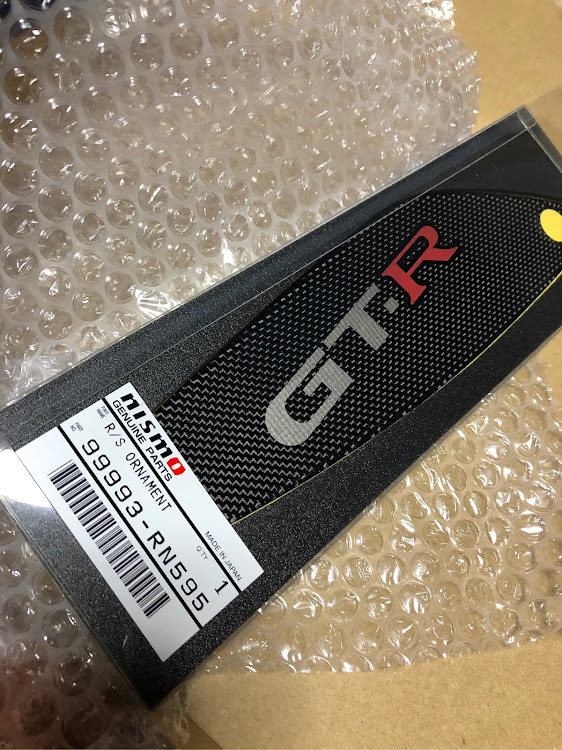 GT-R
nismo
GENUINE PARTS
PART NAME
R/S ORNAMENT
PART NO
99993-RN595
MADE IN JAPAN
Q'TY
1